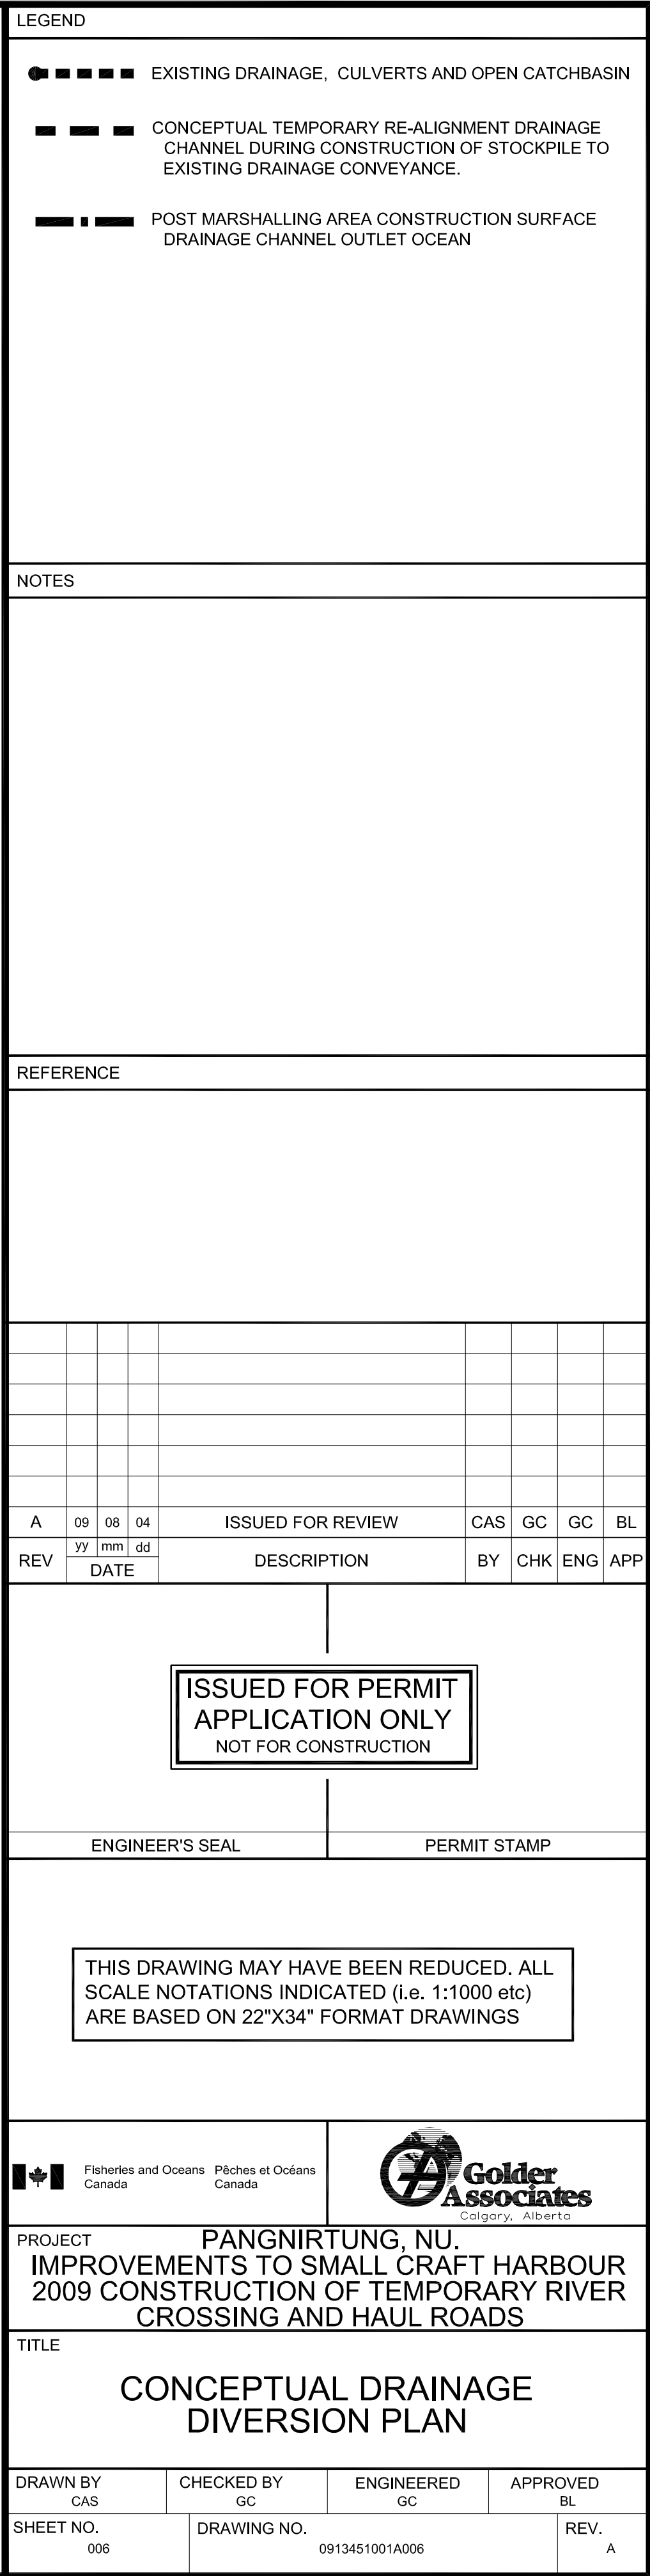 LEGEND
EXISTING DRAINAGE, CULVERTS AND OPEN CATCHBASIN
CONCEPTUAL TEMPORARY RE-ALIGNMENT DRAINAGE
CHANNEL DURING CONSTRUCTION OF STOCKPILE TO
EXISTING DRAINAGE CONVEYANCE.
POST MARSHALLING AREA CONSTRUCTION SURFACE
DRAINAGE CHANNEL OUTLET OCEAN
NOTES
REFERENCE
A 09 08 04 ISSUED FOR REVIEW CAS GC GC BL
REV yy mm dd DESCRIPTION BY CHK ENG APP
DATE
ISSUED FOR PERMIT
APPLICATION ONLY
NOT FOR CONSTRUCTION
ENGINEER'S SEAL PERMIT STAMP
THIS DRAWING MAY HAVE BEEN REDUCED. ALL
SCALE NOTATIONS INDICATED (i.e. 1:1000 etc)
ARE BASED ON 22"X34" FORMAT DRAWINGS
Fisheries and Oceans Pêches et Océans
Canada Canada
Golder
Associates
Calgary, Alberta
PROJECT PANGNIRTUNG, NU.
IMPROVEMENTS TO SMALL CRAFT HARBOUR
2009 CONSTRUCTION OF TEMPORARY RIVER
CROSSING AND HAUL ROADS
TITLE
CONCEPTUAL DRAINAGE
DIVERSION PLAN
DRAWN BY CHECKED BY ENGINEERED APPROVED
CAS GC GC BL
SHEET NO. DRAWING NO. REV.
006 0913451001A006 A